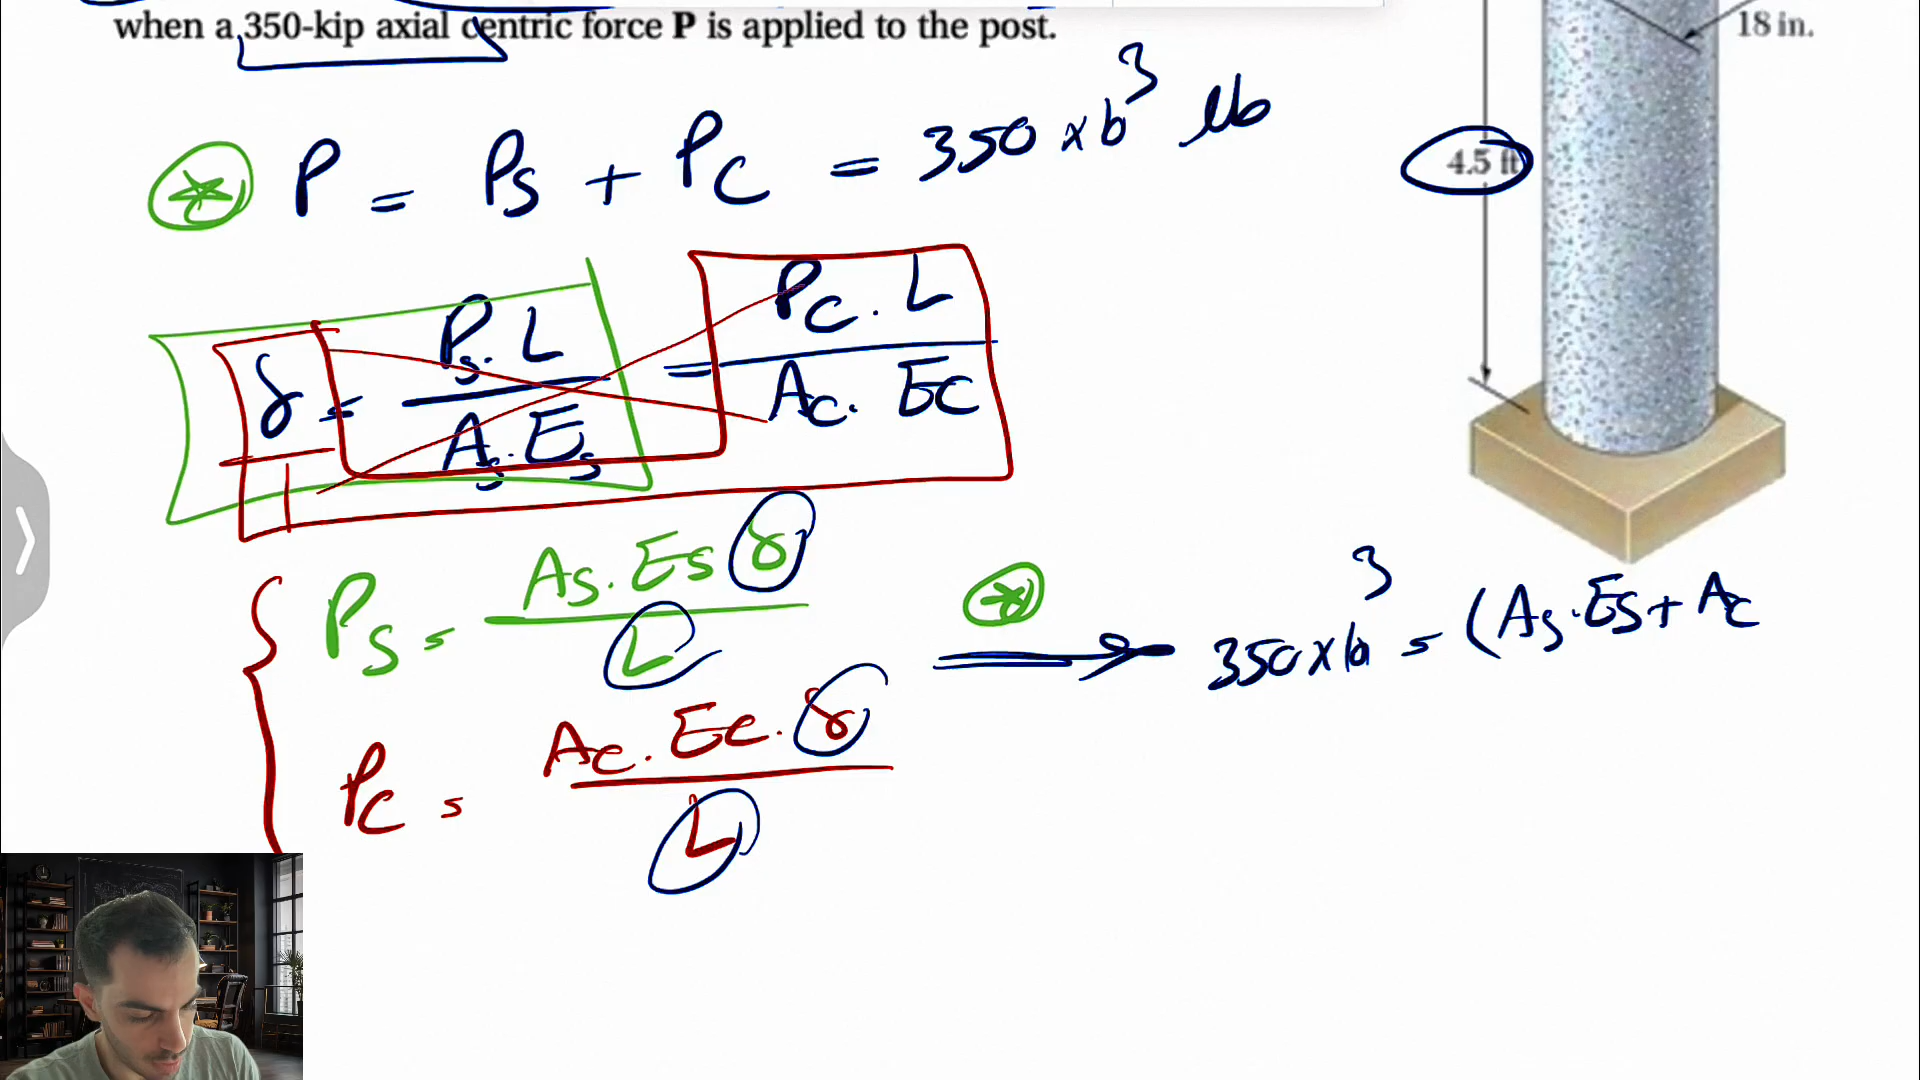 when a 350-kip axial centric force P is applied to the post.
18 in.
P = Ps + Pc = 350 × 10^3 lb
4.5 ft
δ = Ps.L / As.Es = Pc.L / Ac.Ec
Ps = As.Es δ / L
350×10^3 = (As.Es + Ac
Pc = Ac.Ec.δ / L